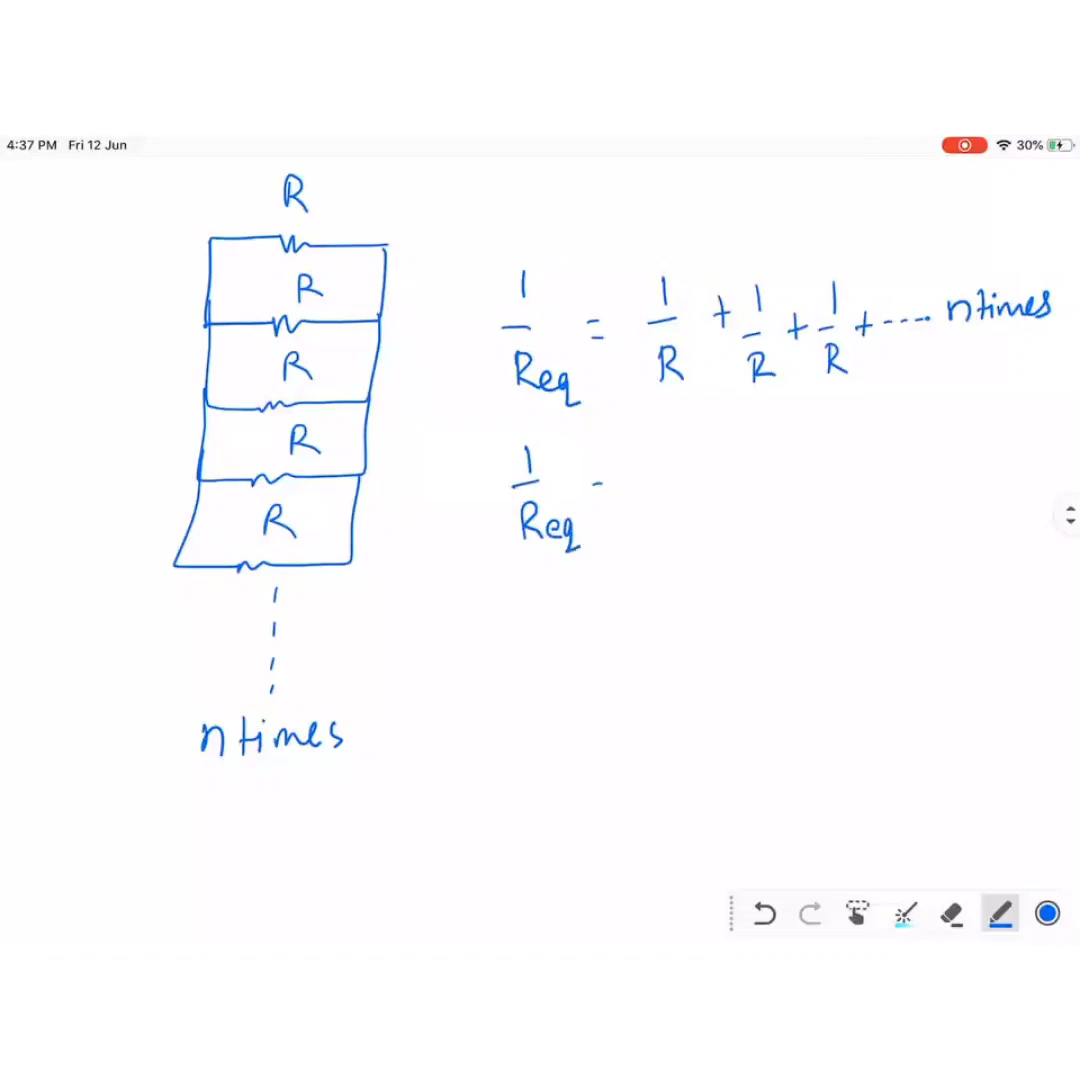 4:37 PM Fri 12 Jun
30%
R
R
R
R
R
n times
1/Req = 1/R + 1/R + 1/R + ---- n times
1/Req =